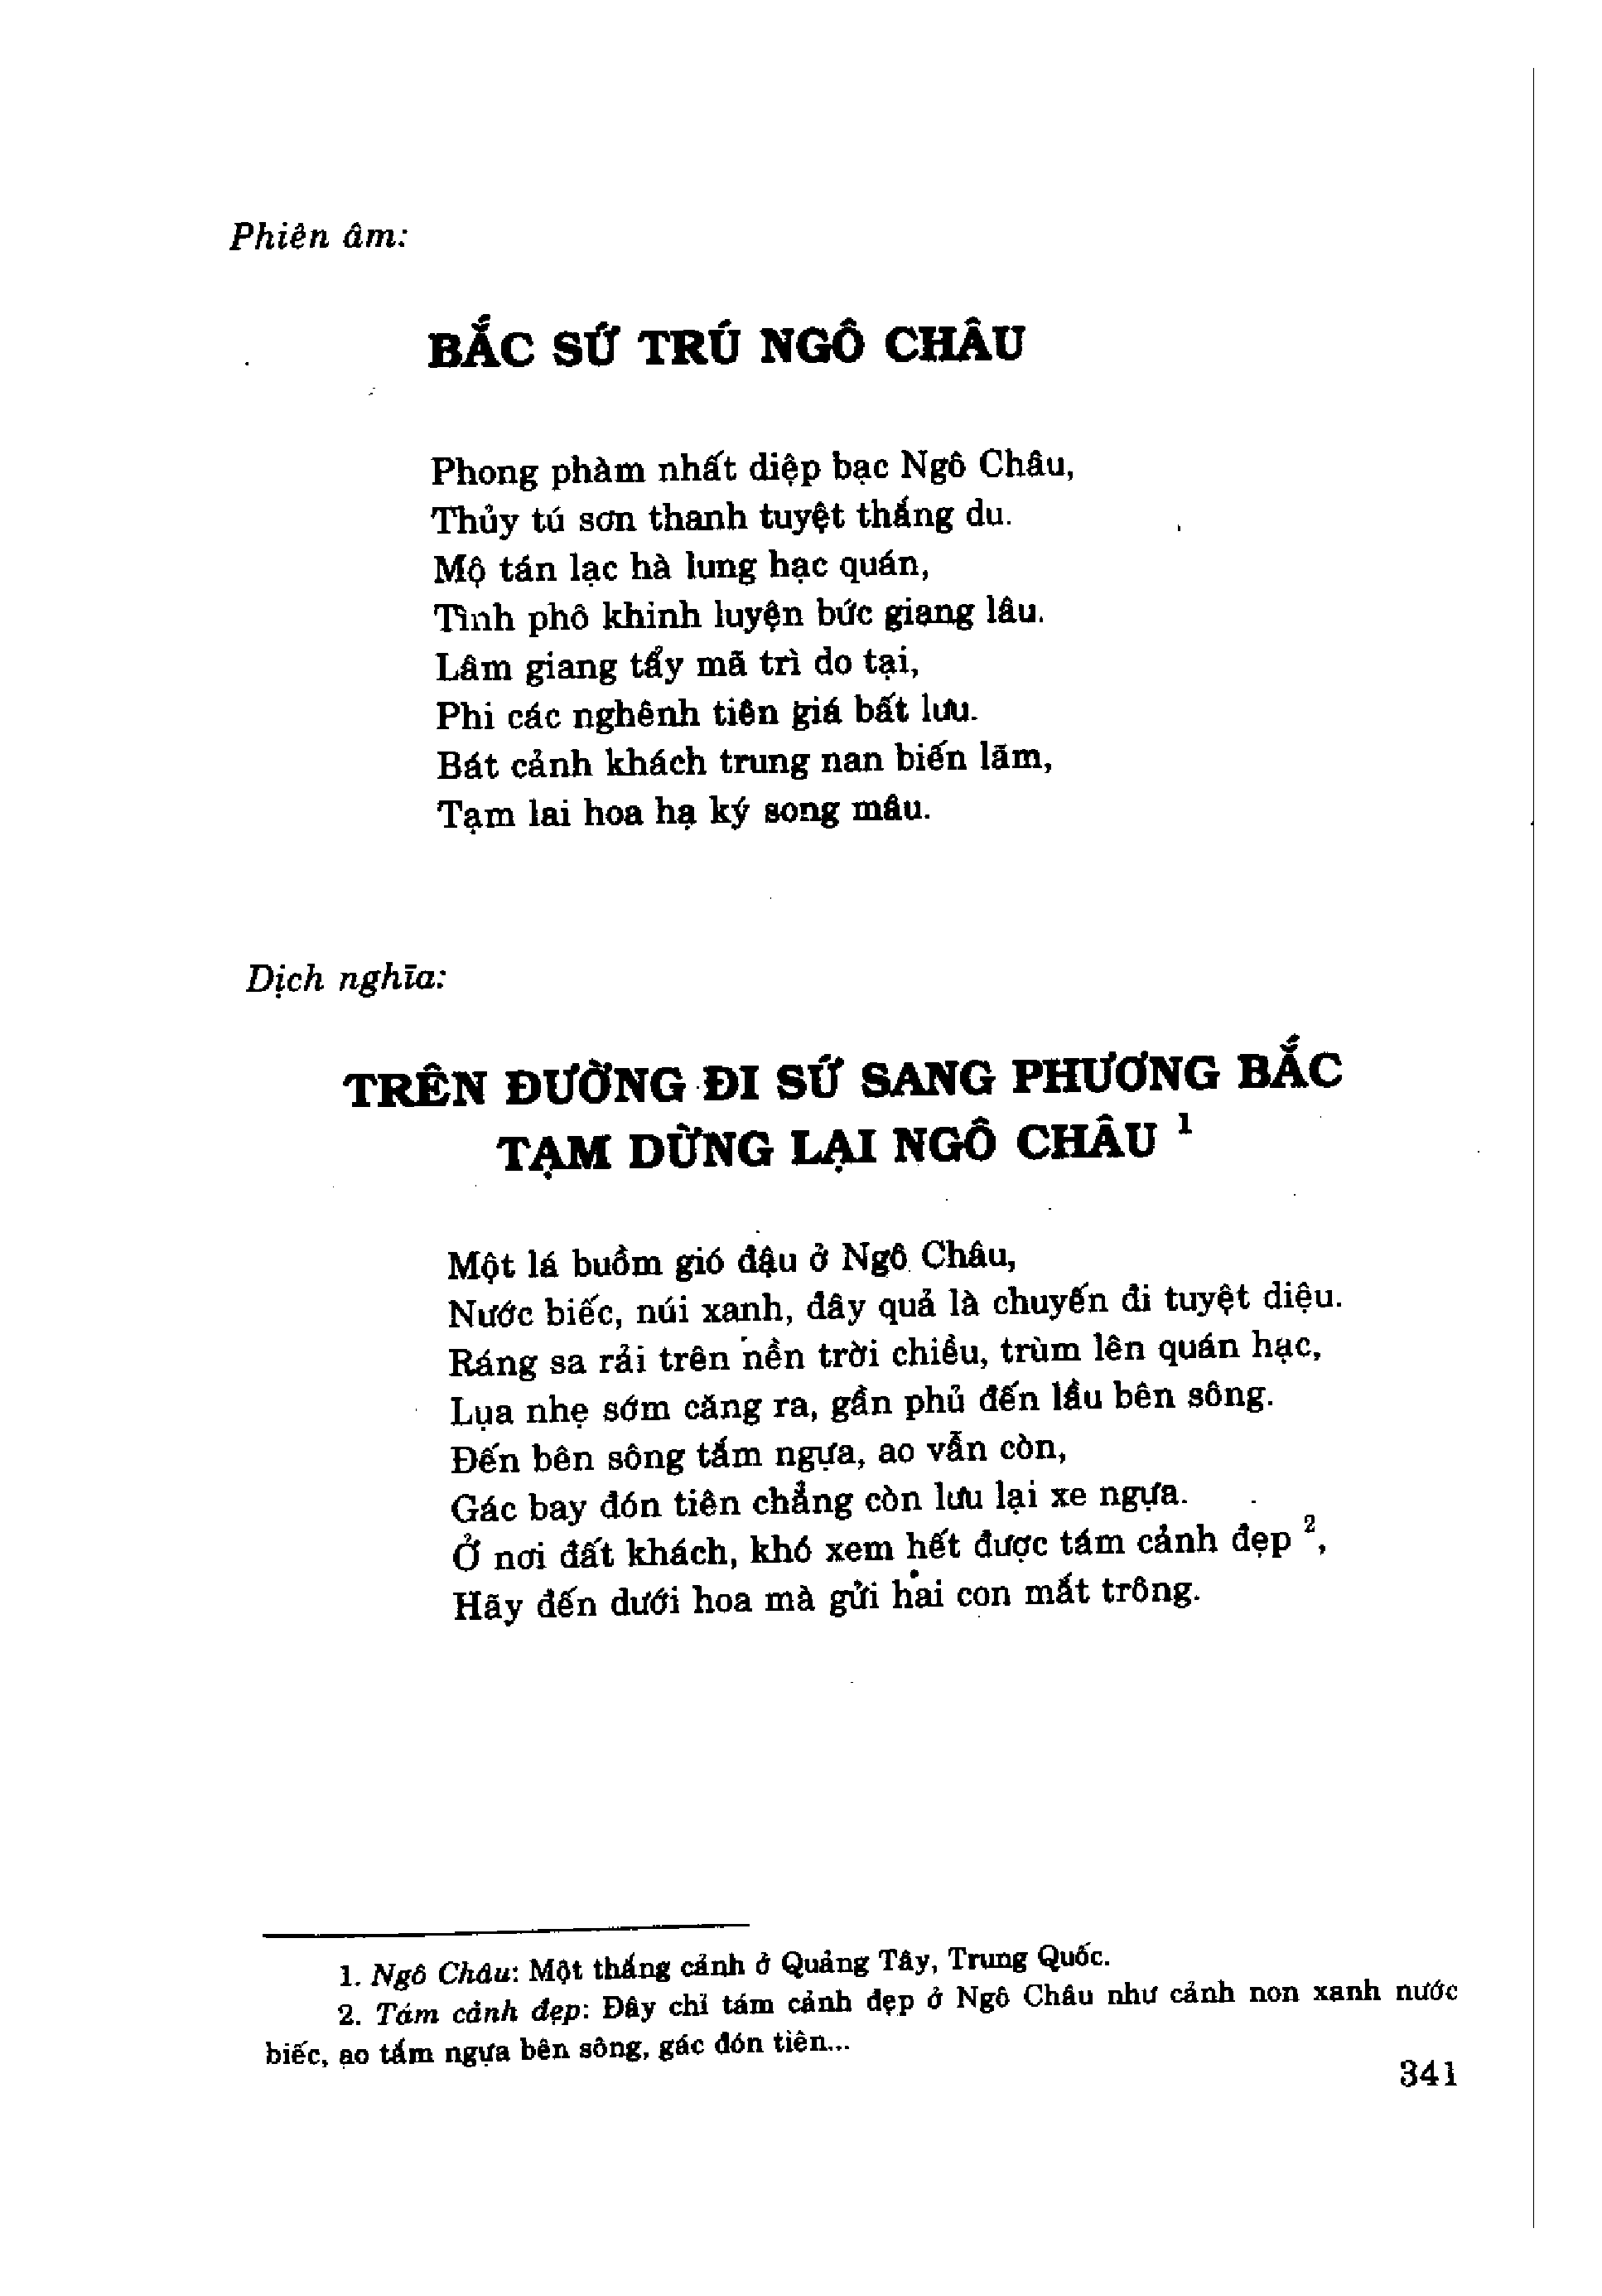 Phiên âm:
BẮC SỨ TRÚ NGÔ CHÂU
Phong phàm nhất diệp bạc Ngô Châu,
Thủy tú sơn thanh tuyệt thắng du.
Mộ tán lạc hà lung hạc quán,
Tình phô khinh luyện bức giang lâu.
Lâm giang tẩy mã trì do tại,
Phi các nghênh tiên giá bất lưu.
Bát cảnh khách trung nan biến lãm,
Tạm lai hoa hạ ký song mâu.
Dịch nghĩa:
TRÊN ĐƯỜNG ĐI SỨ SANG PHƯƠNG BẮC
TẠM DỪNG LẠI NGÔ CHÂU 1
Một lá buồm gió đậu ở Ngô Châu,
Nước biếc, núi xanh, đây quả là chuyến đi tuyệt diệu.
Ráng sa rải trên nền trời chiều, trùm lên quán hạc,
Lụa nhẹ sớm căng ra, gần phủ đến lầu bên sông.
Đến bên sông tắm ngựa, ao vẫn còn,
Gác bay đón tiên chẳng còn lưu lại xe ngựa.
Ở nơi đất khách, khó xem hết được tám cảnh đẹp 2,
Hãy đến dưới hoa mà gửi hai con mắt trông.
1. Ngô Châu: Một thắng cảnh ở Quảng Tây, Trung Quốc.
2. Tám cảnh đẹp: Đây chỉ tám cảnh đẹp ở Ngô Châu như cảnh non xanh nước
biếc, ao tắm ngựa bên sông, gác đón tiên...
341